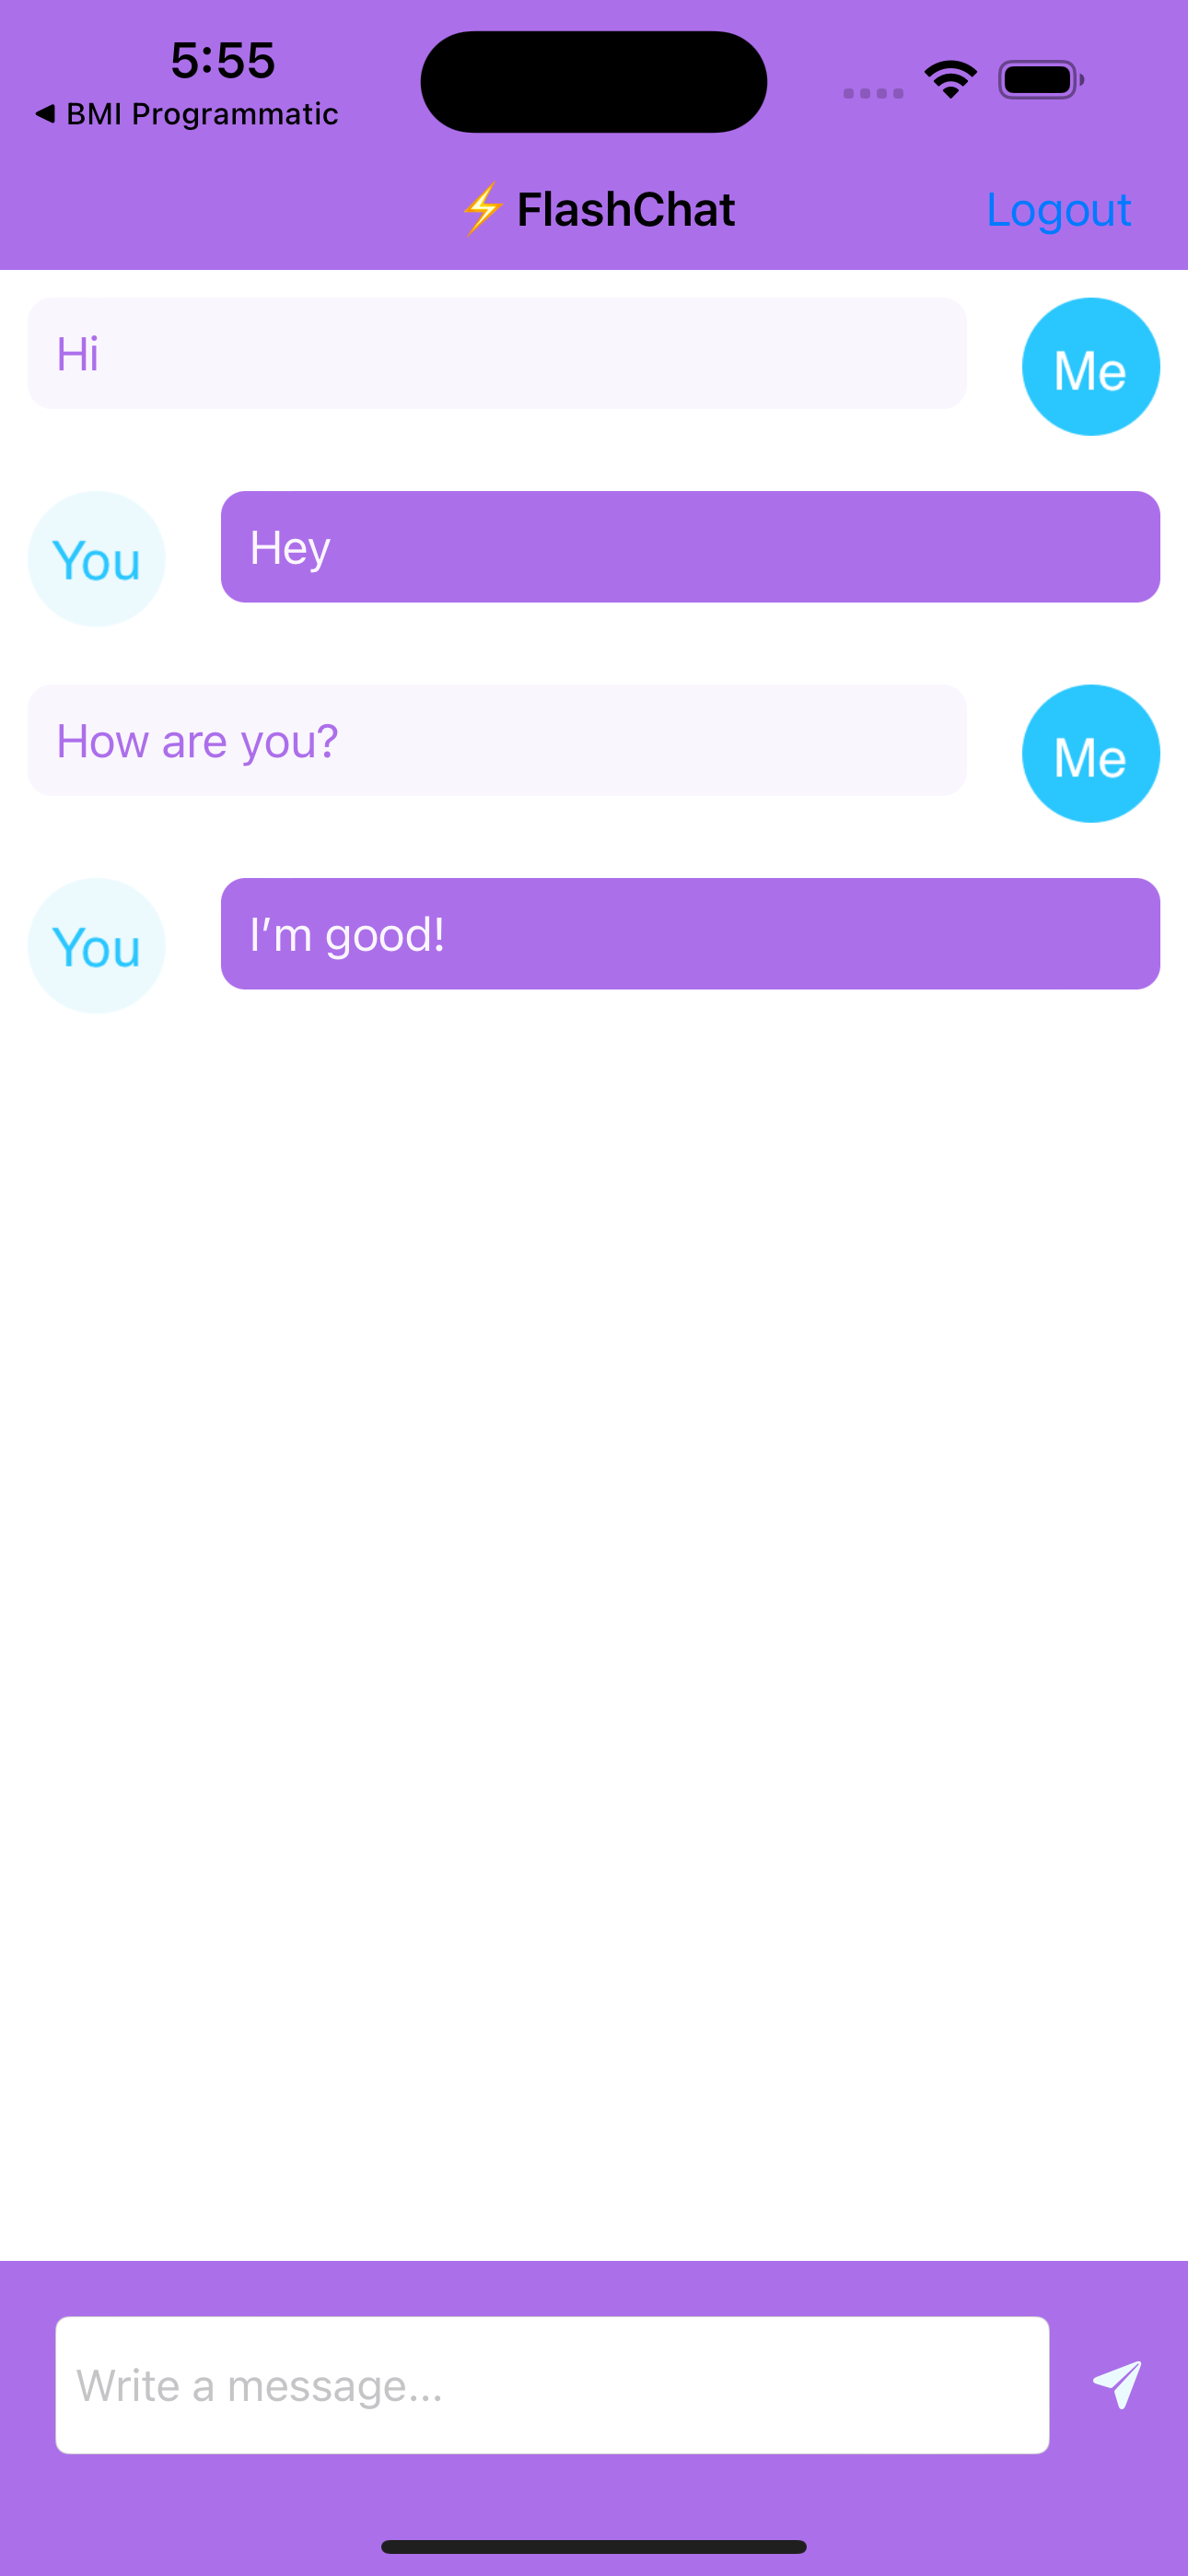 5:55
◀ BMI Programmatic
⚡️FlashChat
Logout
Hi
Me
You
Hey
How are you?
Me
You
I’m good!
Write a message...